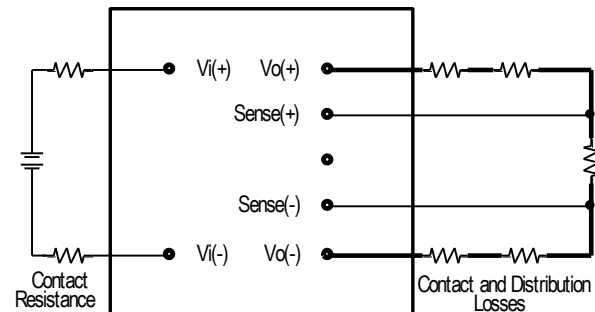 Vi(+) Vo(+)
Sense(+)
Sense(-)
Vi(-) Vo(-)
Contact
Resistance
Contact and Distribution
Losses